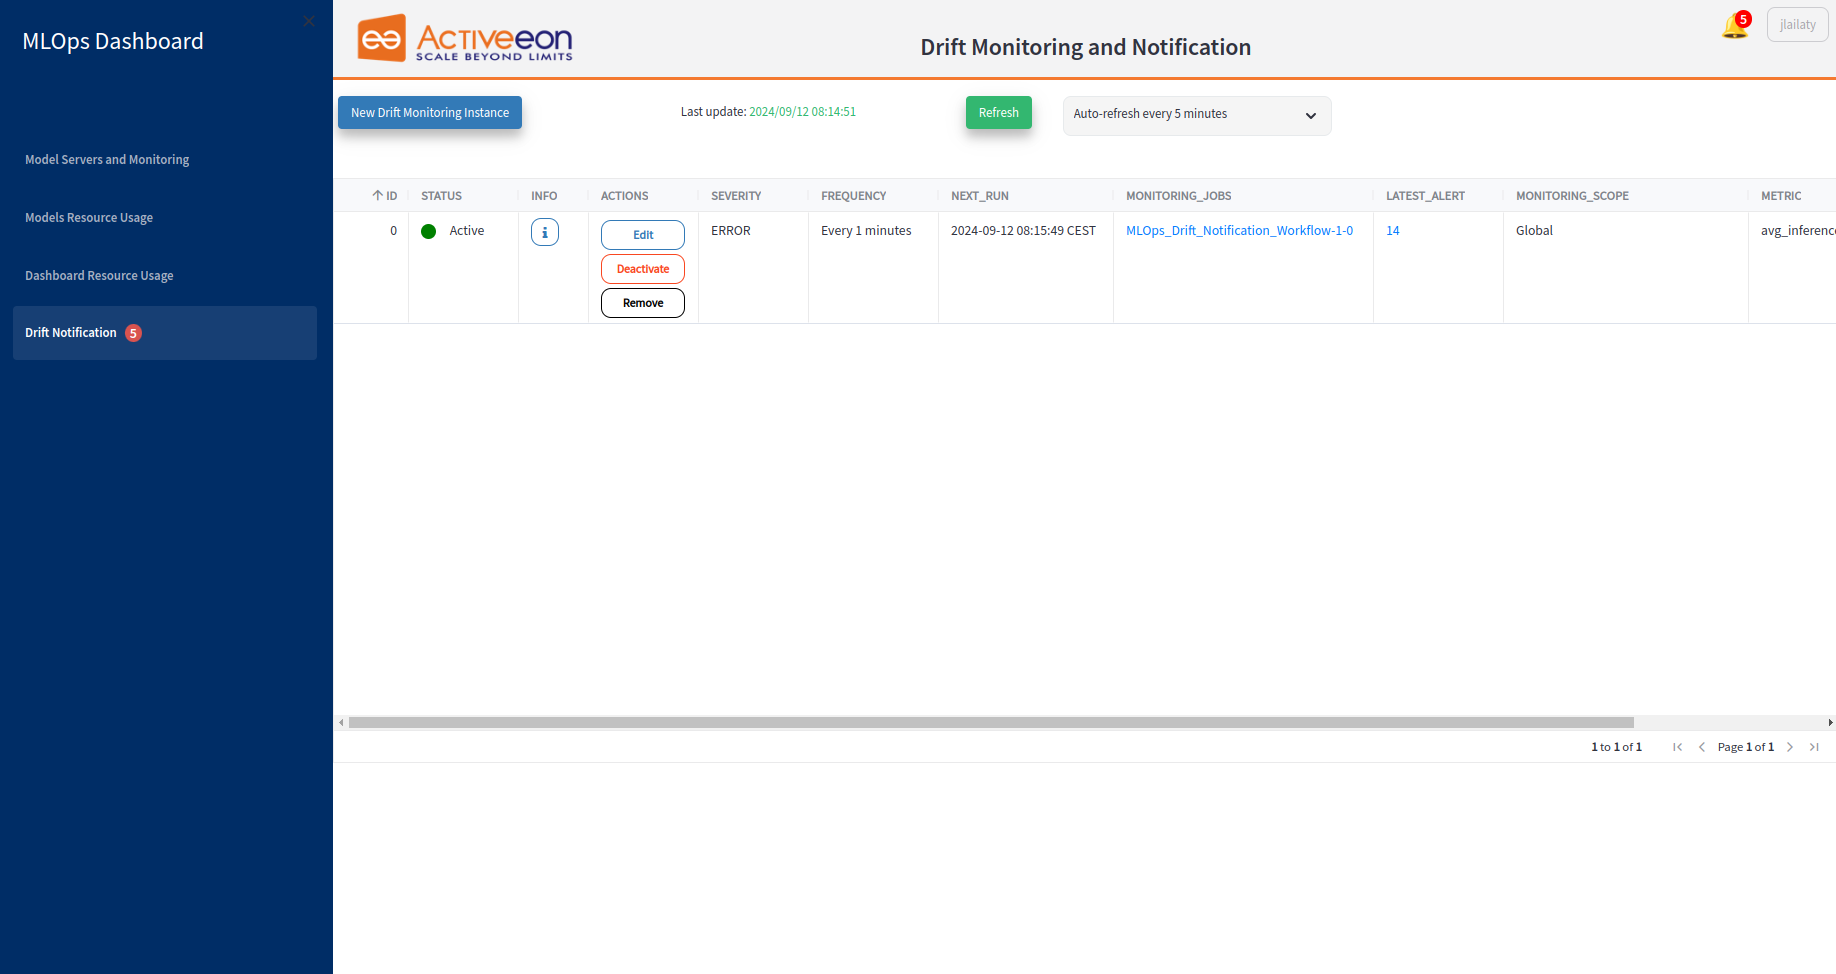 MLOps Dashboard
Model Servers and Monitoring
Models Resource Usage
Dashboard Resource Usage
Drift Notification 5
Activeeon
SCALE BEYOND LIMITS
Drift Monitoring and Notification
5
jlailaty
New Drift Monitoring Instance
Last update: 2024/09/12 08:14:51
Refresh
Auto-refresh every 5 minutes
ID STATUS INFO ACTIONS SEVERITY FREQUENCY NEXT_RUN MONITORING_JOBS LATEST_ALERT MONITORING_SCOPE METRIC
0 Active i Edit ERROR Every 1 minutes 2024-09-12 08:15:49 CEST MLOps_Drift_Notification_Workflow-1-0 14 Global avg_inference
Deactivate
Remove
1 to 1 of 1 Page 1 of 1